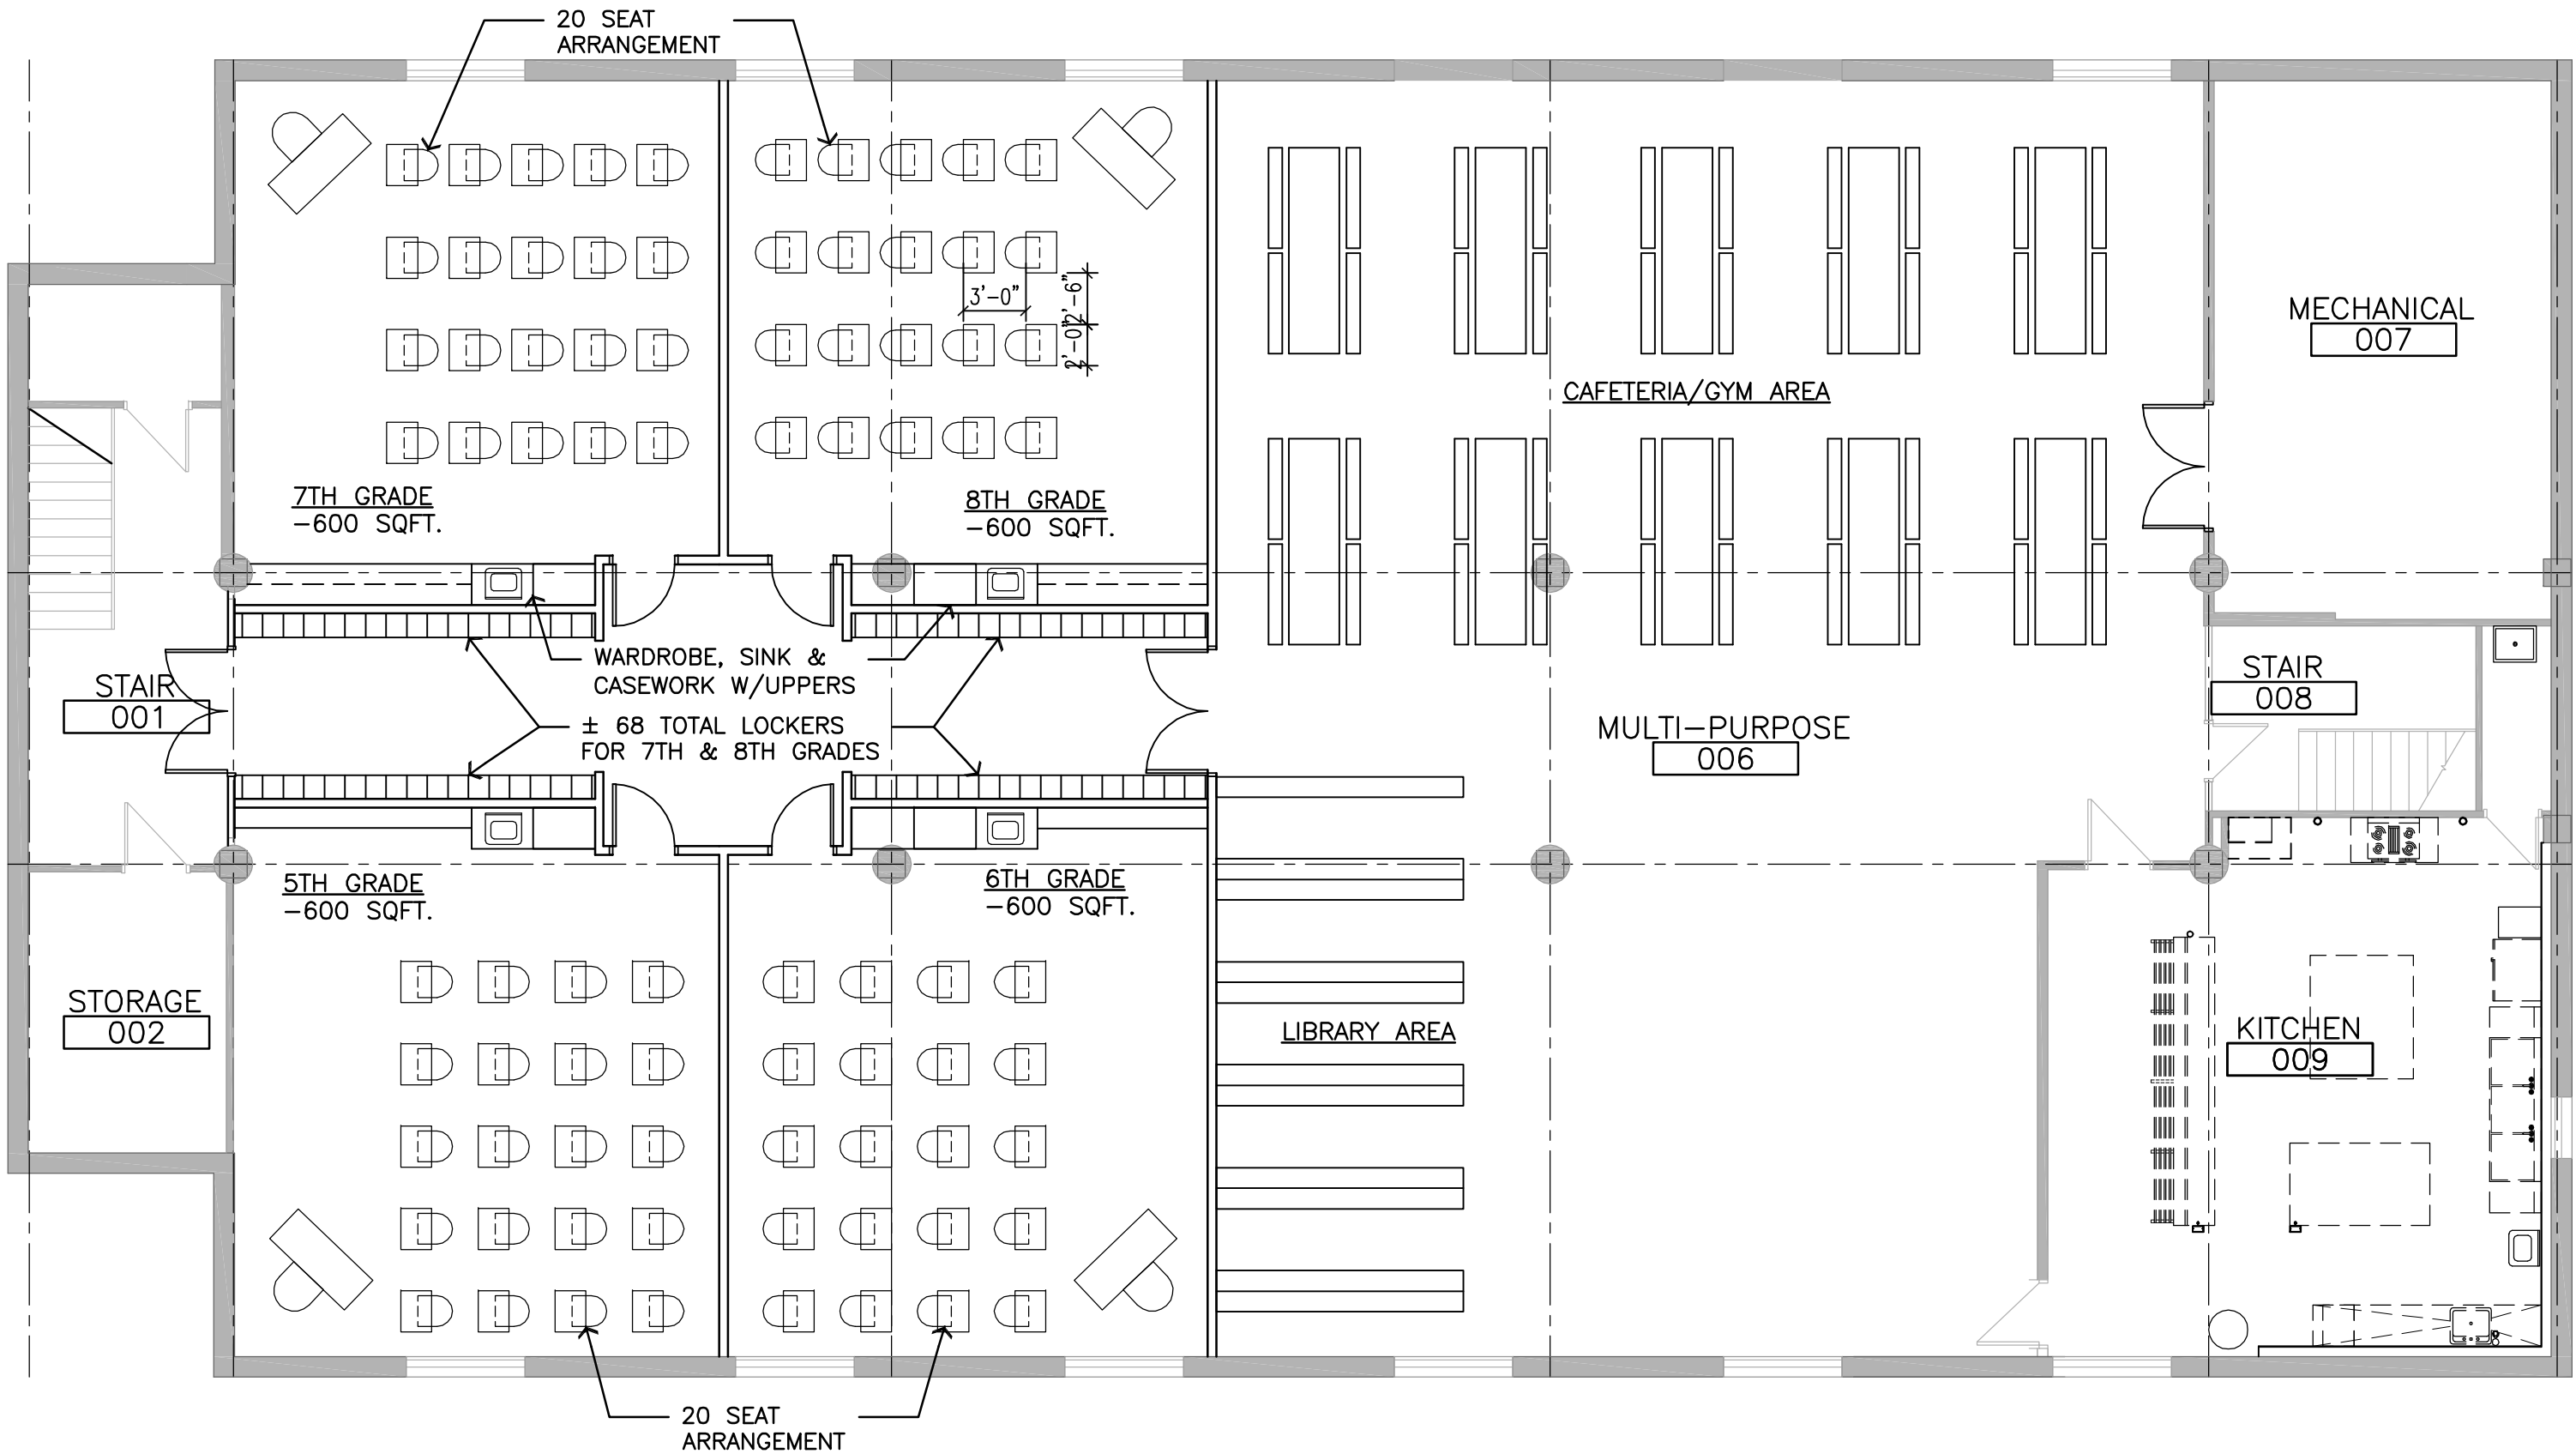 20 SEAT
ARRANGEMENT
7TH GRADE
-600 SQFT.
8TH GRADE
-600 SQFT.
3'-0"
2'-6"
2'-0"
CAFETERIA/GYM AREA
MECHANICAL
007
WARDROBE, SINK &
CASEWORK W/UPPERS
± 68 TOTAL LOCKERS
FOR 7TH & 8TH GRADES
STAIR
001
MULTI-PURPOSE
006
STAIR
008
5TH GRADE
-600 SQFT.
6TH GRADE
-600 SQFT.
STORAGE
002
LIBRARY AREA
KITCHEN
009
20 SEAT
ARRANGEMENT